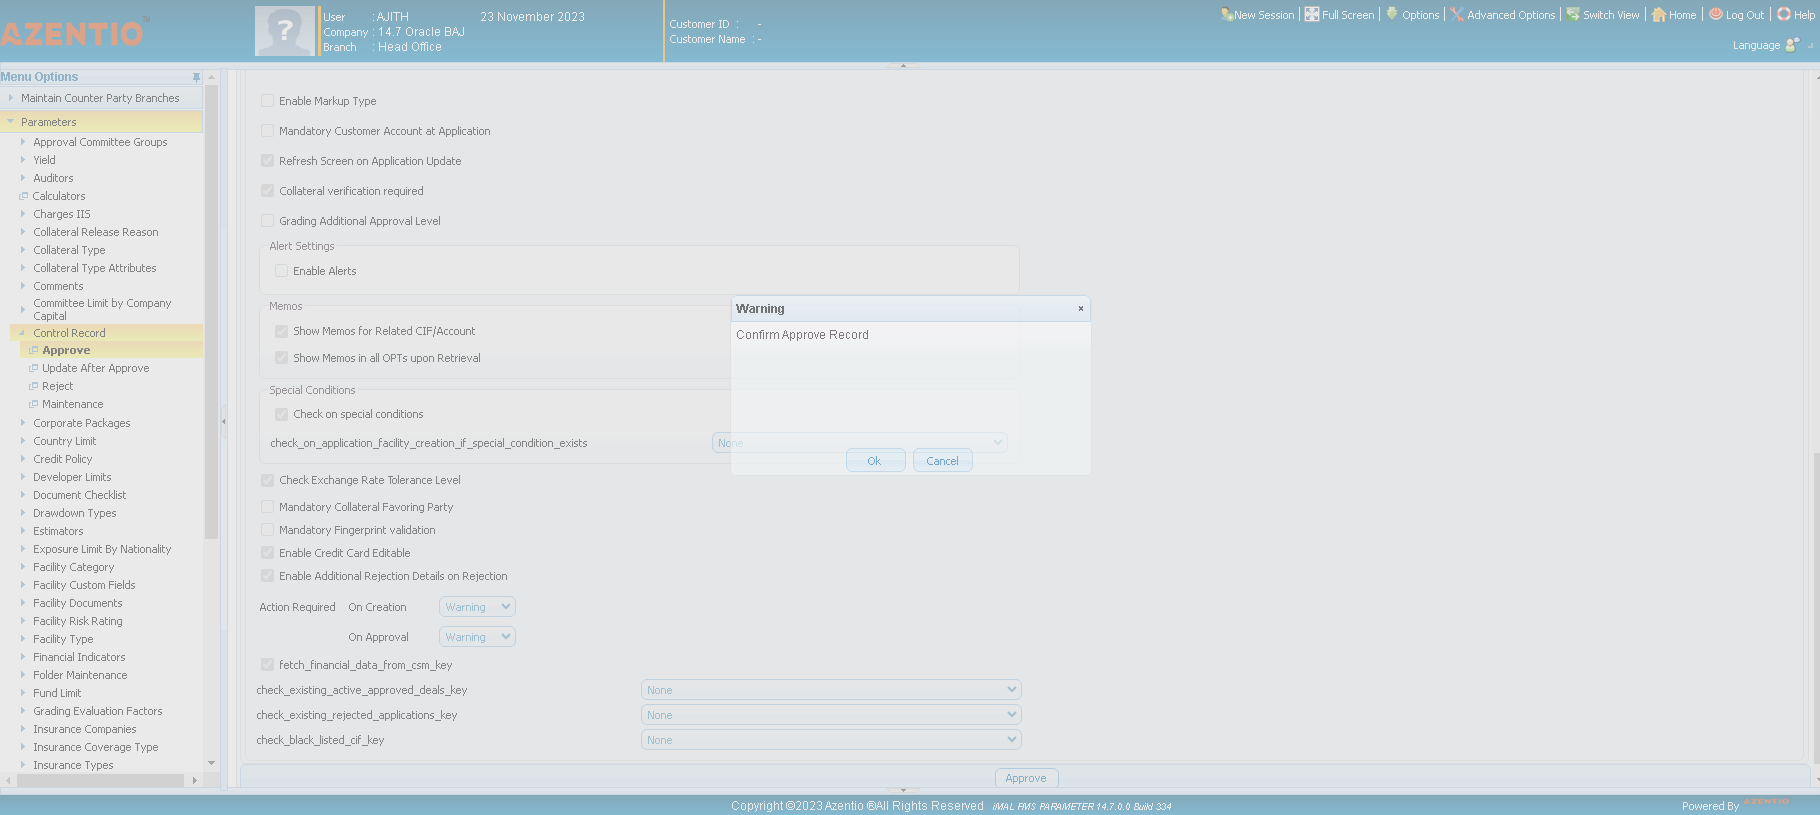 AZENTIO™
User : AJITH 23 November 2023
Company : 14.7 Oracle BAJ
Branch : Head Office
Customer ID : -
Customer Name : -
New Session Full Screen Options Advanced Options Switch View Home Log Out Help
Language
Menu Options
Maintain Counter Party Branches
Parameters
Approval Committee Groups
Yield
Auditors
Calculators
Charges IIS
Collateral Release Reason
Collateral Type
Collateral Type Attributes
Comments
Committee Limit by Company
Capital
Control Record
Approve
Update After Approve
Reject
Maintenance
Corporate Packages
Country Limit
Credit Policy
Developer Limits
Document Checklist
Drawdown Types
Estimators
Exposure Limit By Nationality
Facility Category
Facility Custom Fields
Facility Documents
Facility Risk Rating
Facility Type
Financial Indicators
Folder Maintenance
Fund Limit
Grading Evaluation Factors
Insurance Companies
Insurance Coverage Type
Insurance Types
Enable Markup Type
Mandatory Customer Account at Application
Refresh Screen on Application Update
Collateral verification required
Grading Additional Approval Level
Alert Settings
Enable Alerts
Memos
Show Memos for Related CIF/Account
Show Memos in all OPTs upon Retrieval
Special Conditions
Check on special conditions
check_on_application_facility_creation_if_special_condition_exists None
Warning
Confirm Approve Record
Ok Cancel
Check Exchange Rate Tolerance Level
Mandatory Collateral Favoring Party
Mandatory Fingerprint validation
Enable Credit Card Editable
Enable Additional Rejection Details on Rejection
Action Required On Creation Warning
On Approval Warning
fetch_financial_data_from_csm_key
check_existing_active_approved_deals_key None
check_existing_rejected_applications_key None
check_black_listed_cif_key None
Approve
Copyright ©2023 Azentio ®All Rights Reserved iMAL RMS PARAMETER 14.7.0.0 Build 334
Powered By AZENTIO